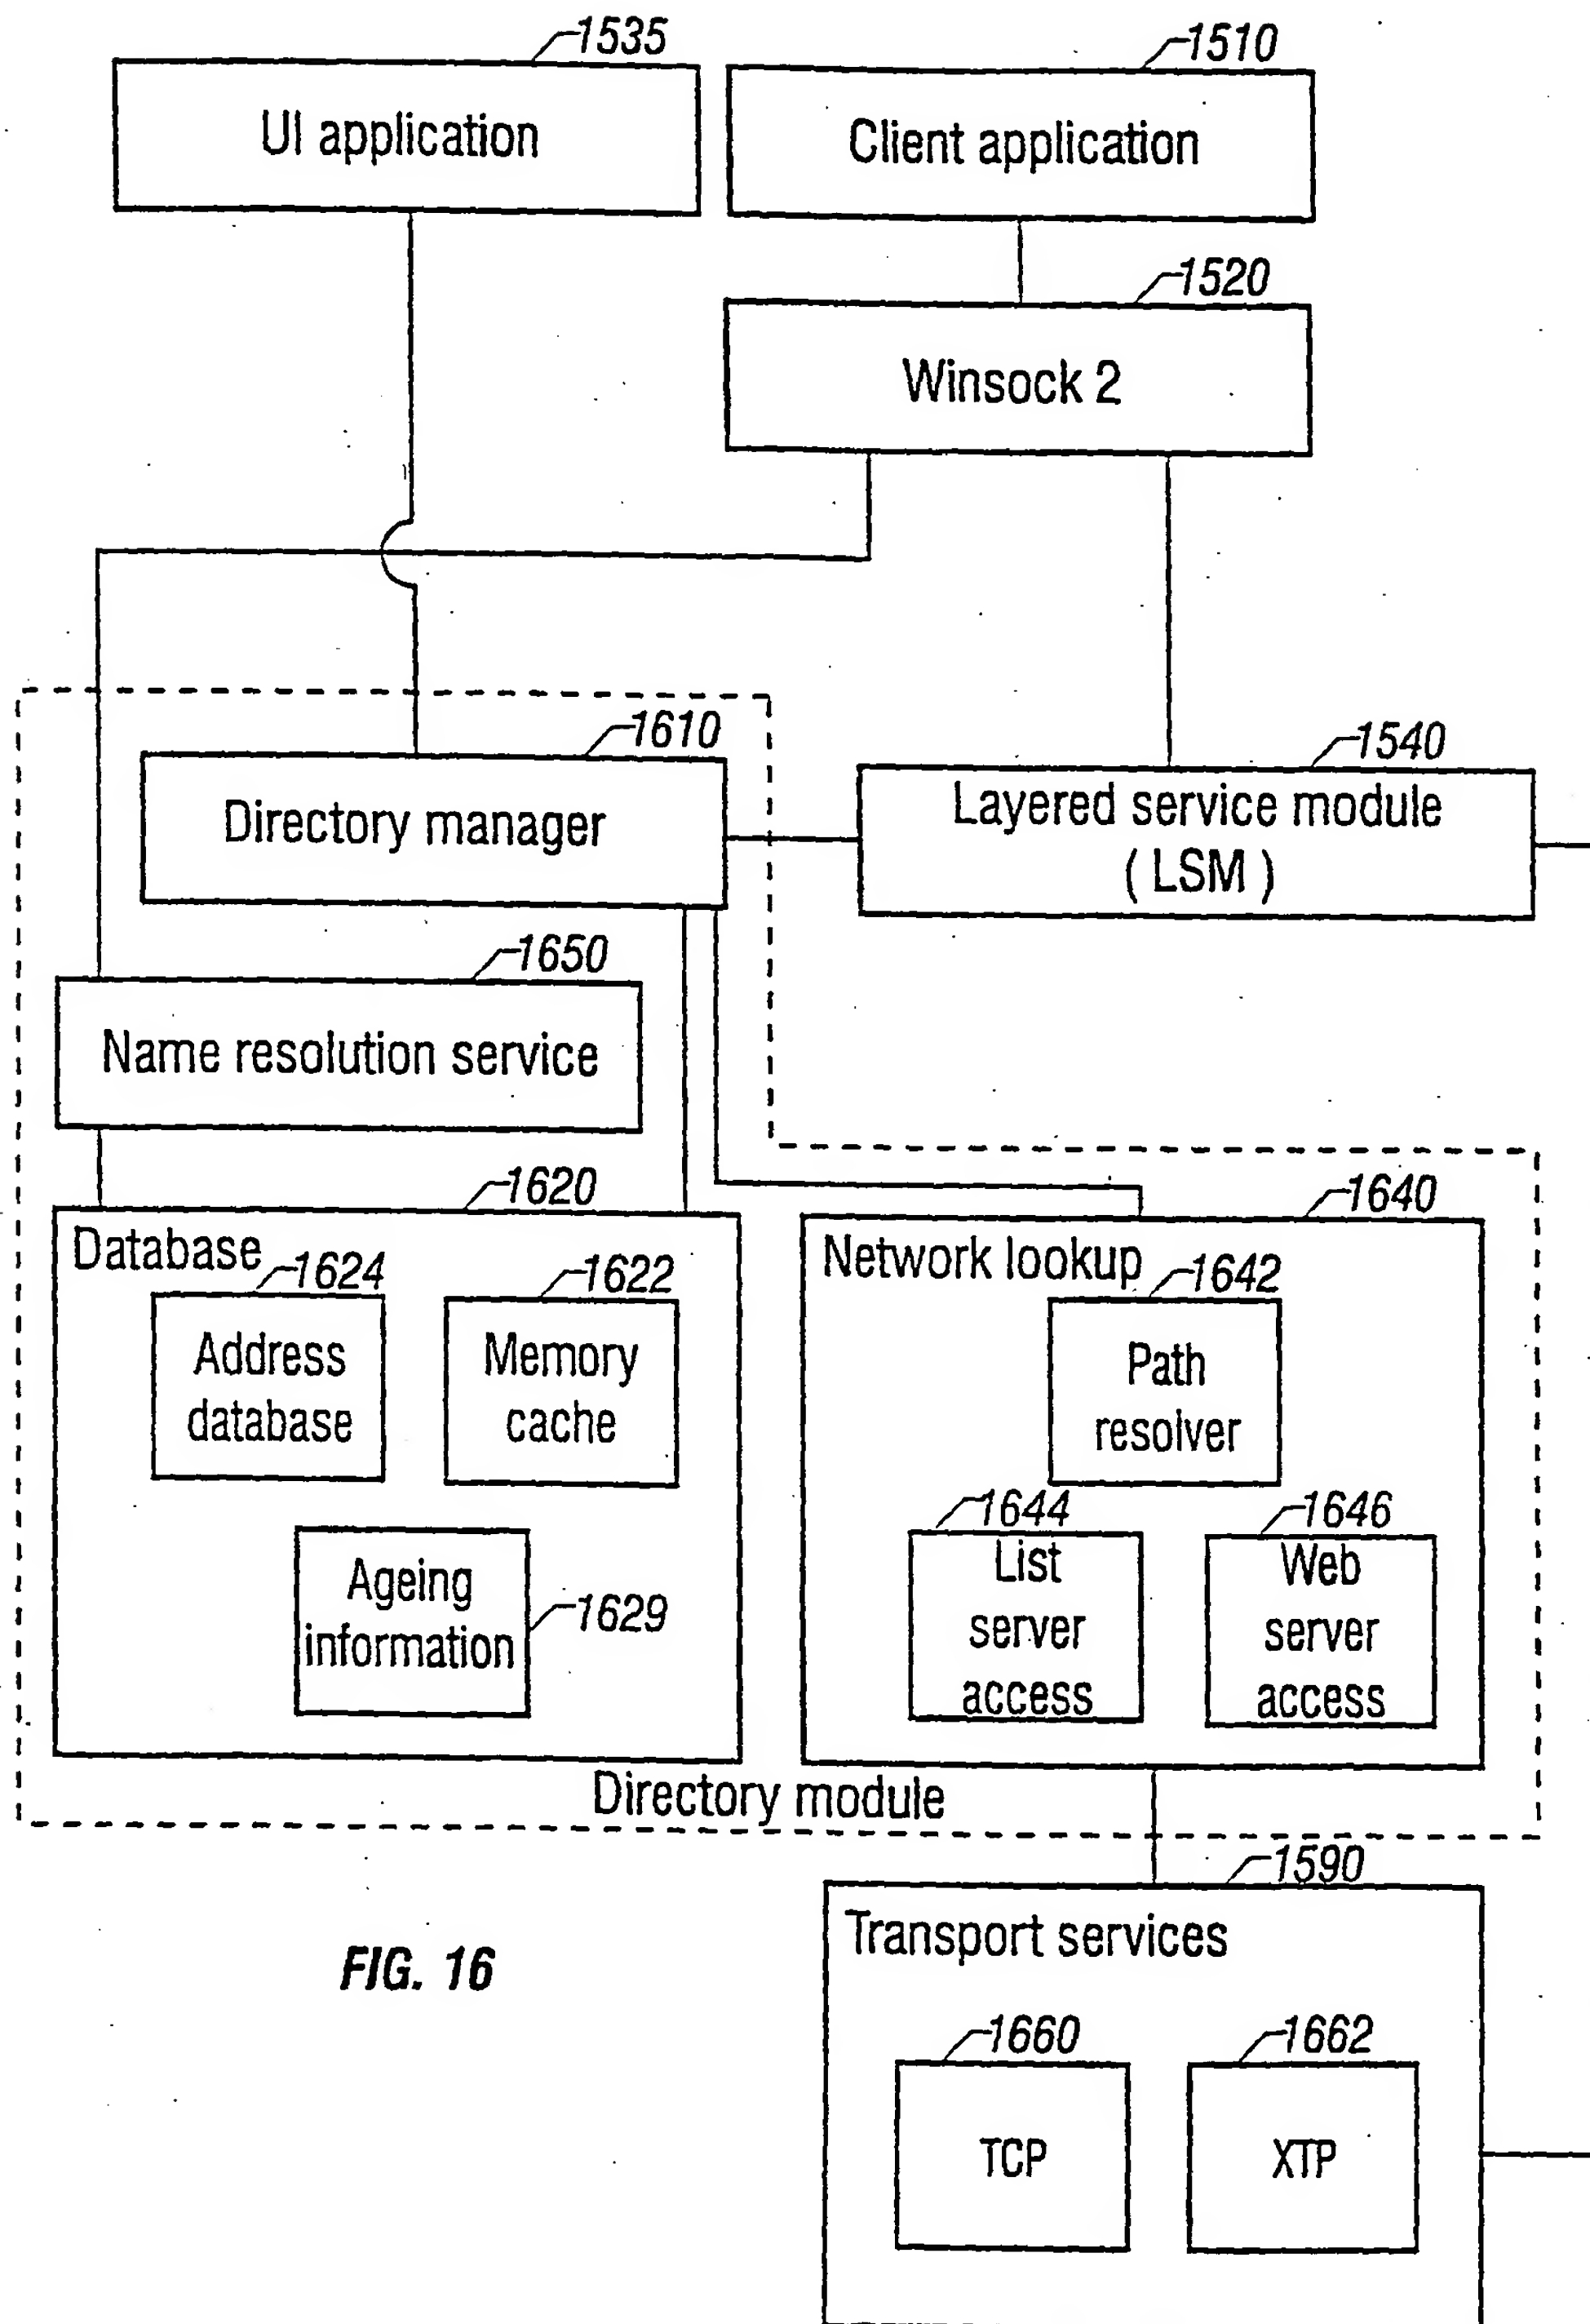 1535
UI application
1510
Client application
1520
Winsock 2
1610
Directory manager
1540
Layered service module
( LSM )
1650
Name resolution service
1620
Database
1624
Address
database
1622
Memory
cache
Ageing
information
1629
1640
Network lookup
1642
Path
resolver
1644
List
server
access
1646
Web
server
access
Directory module
1590
Transport services
1660
TCP
1662
XTP
FIG. 16